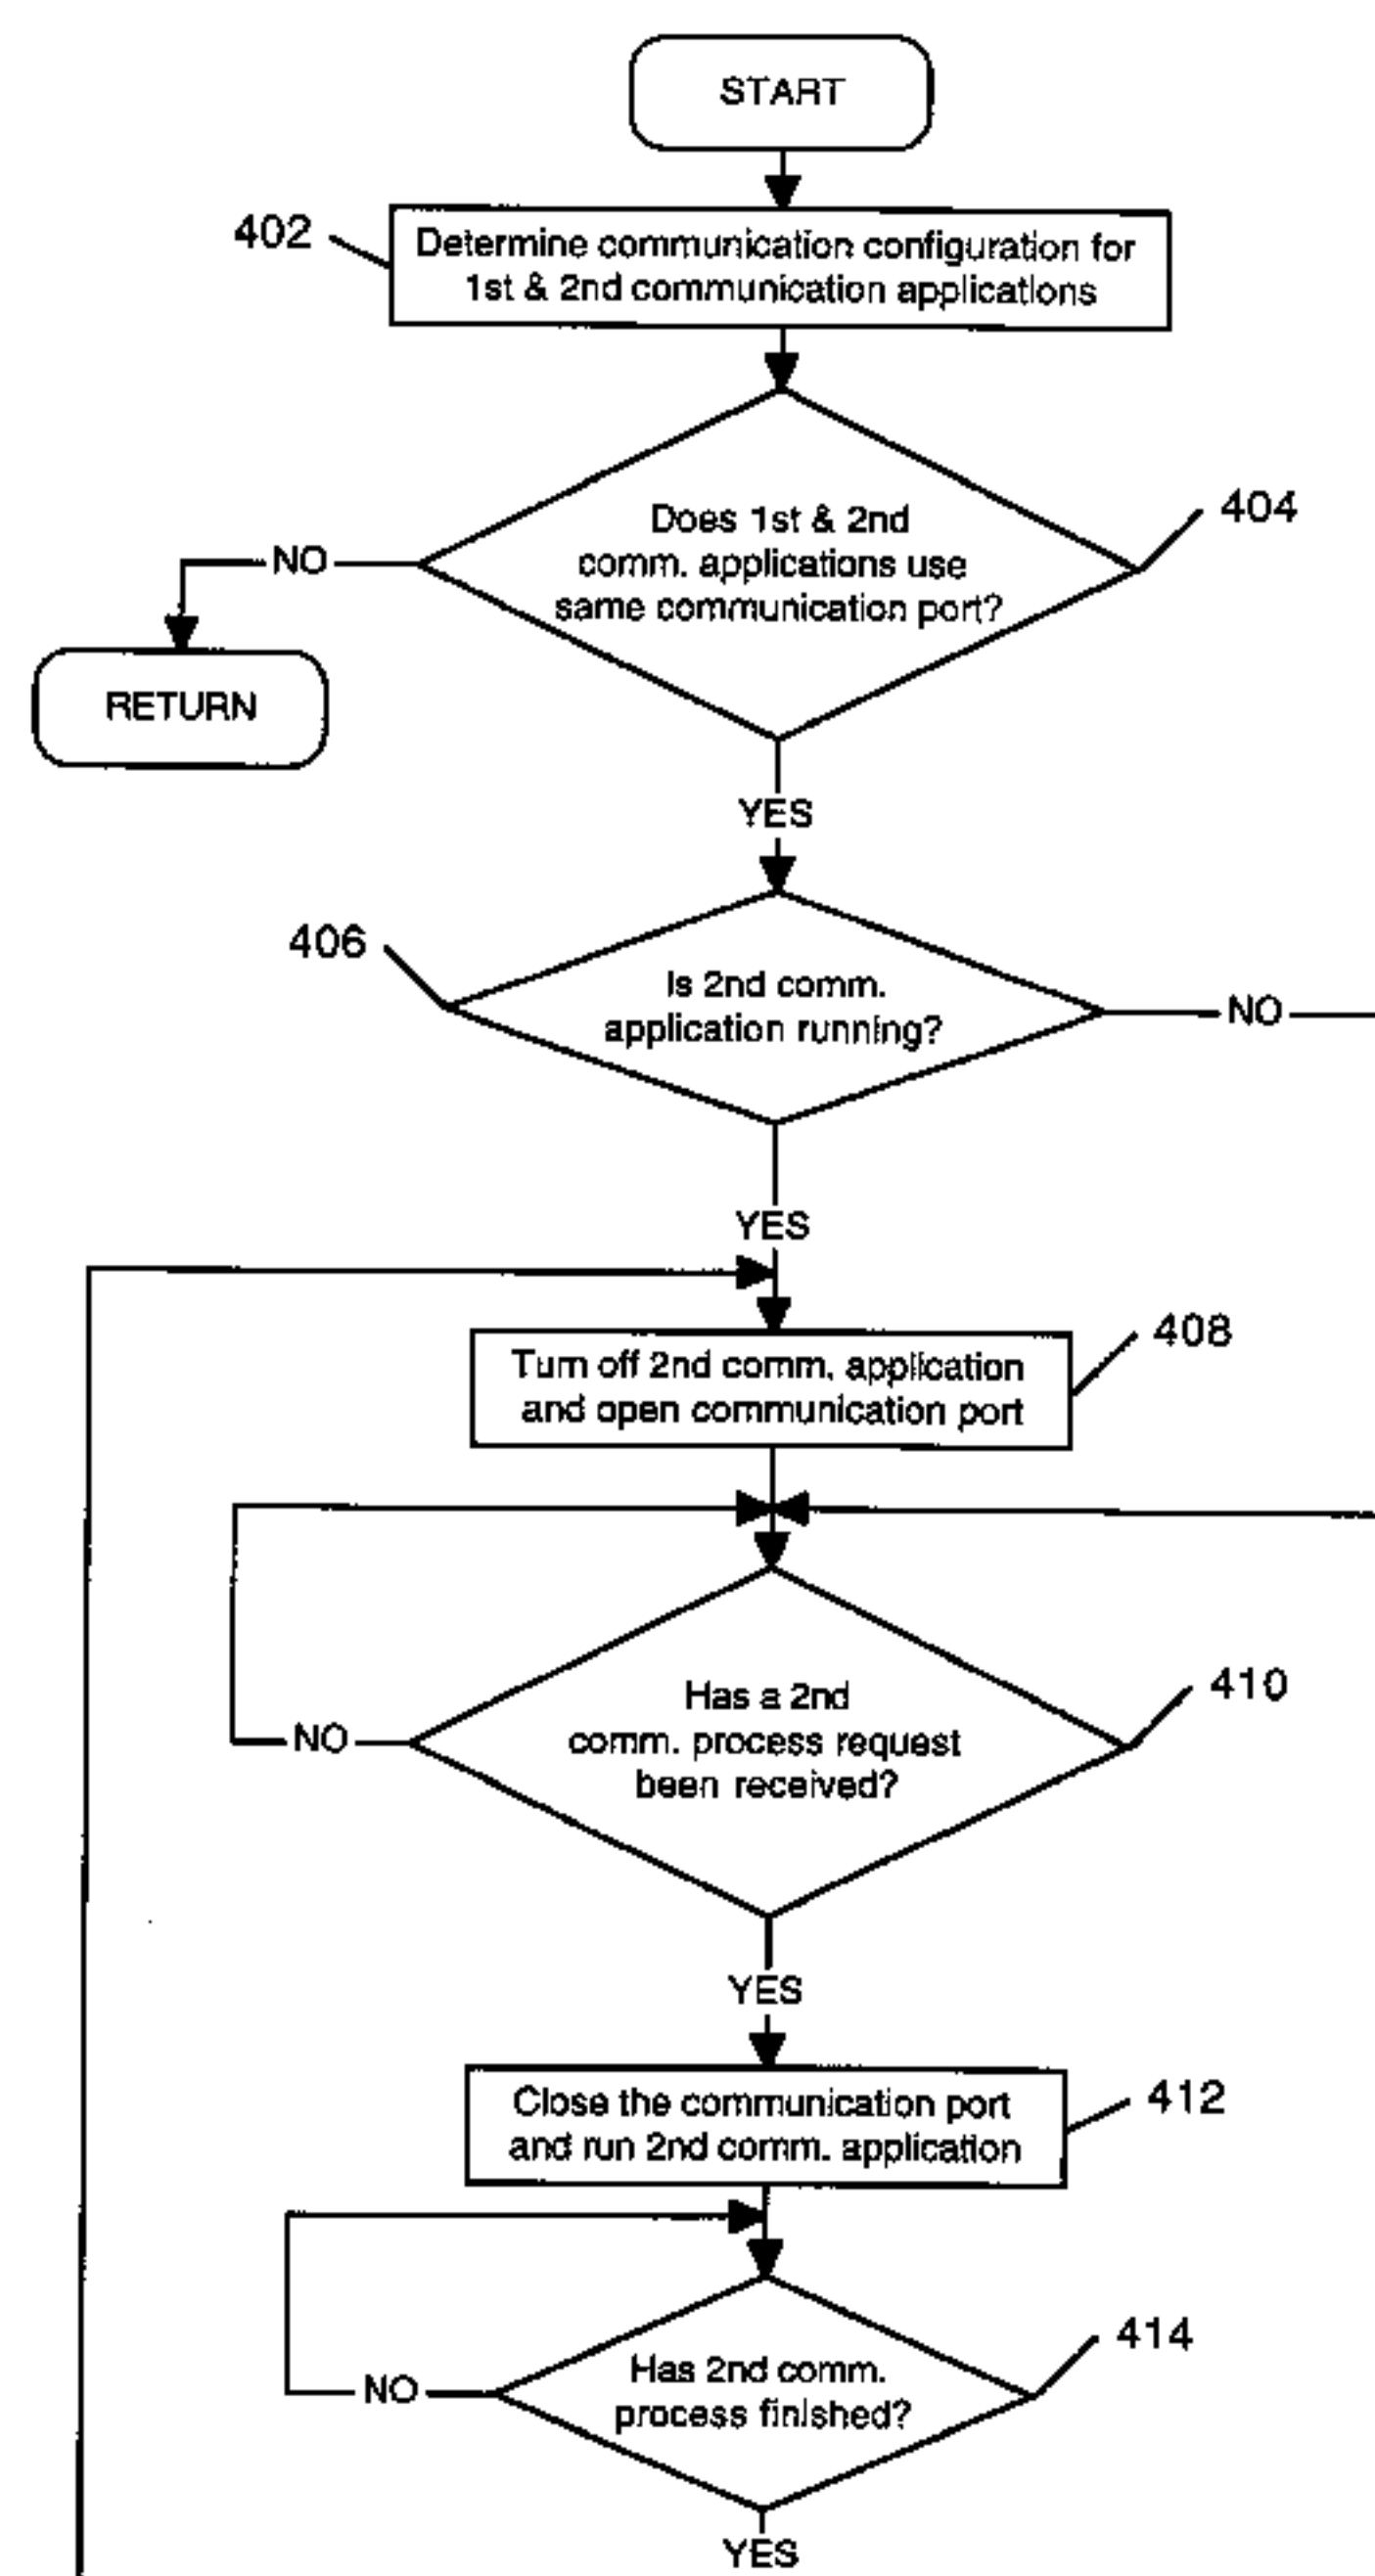 START
402
Determine communication configuration for
1st & 2nd communication applications
404
Does 1st & 2nd
comm. applications use
same communication port?
NO
RETURN
YES
406
Is 2nd comm.
application running?
NO
YES
408
Turn off 2nd comm. application
and open communication port
410
Has a 2nd
comm. process request
been received?
NO
YES
412
Close the communication port
and run 2nd comm. application
414
Has 2nd comm.
process finished?
NO
YES